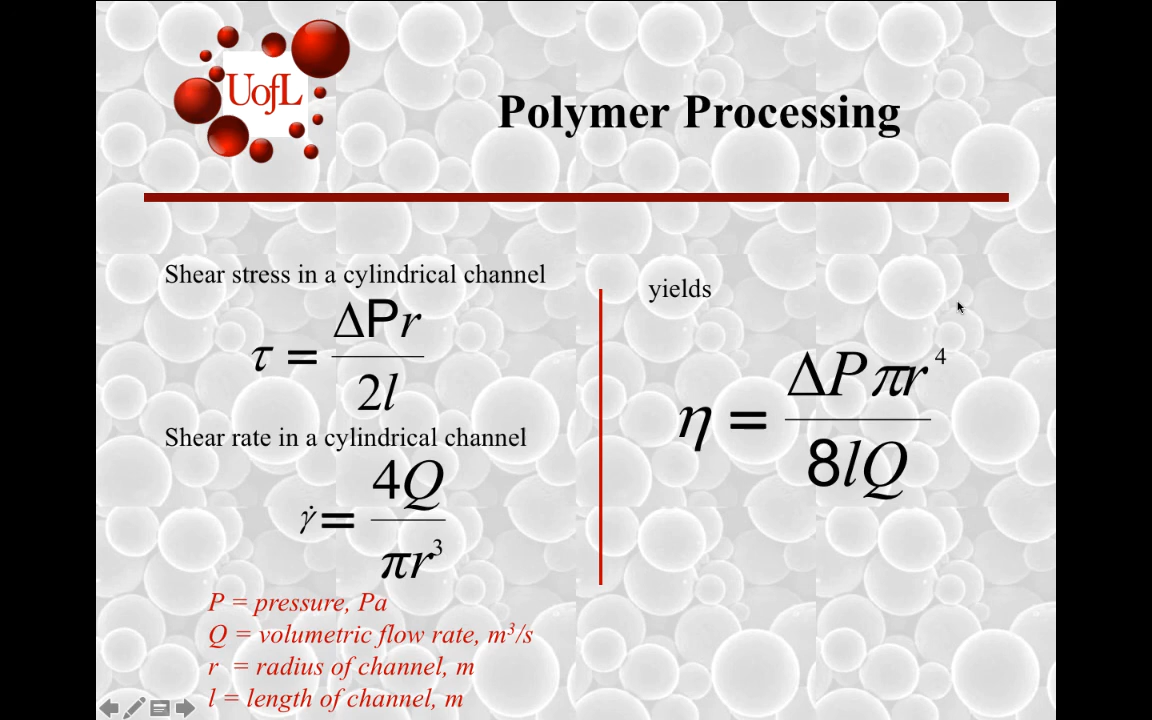 UofL
Polymer Processing
Shear stress in a cylindrical channel
τ = ΔPr / 2l
Shear rate in a cylindrical channel
γ̇ = 4Q / πr³
P = pressure, Pa
Q = volumetric flow rate, m³/s
r = radius of channel, m
l = length of channel, m
yields
η = ΔPπr⁴ / 8lQ